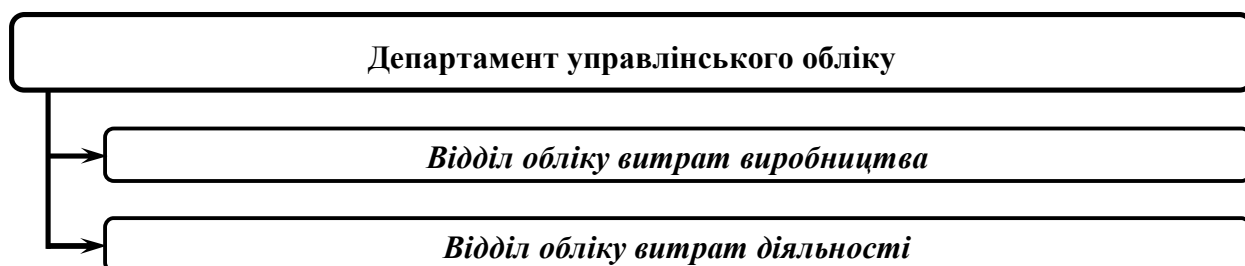 Департамент управлінського обліку
Відділ обліку витрат виробництва
Відділ обліку витрат діяльності